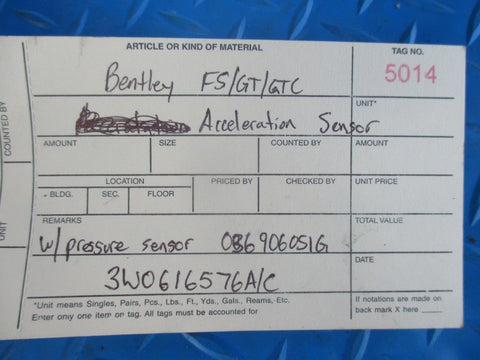 ARTICLE OR KIND OF MATERIAL TAG NO.
Bentley FS/GT/GTC 5014
UNIT*
Acceleration Sensor
AMOUNT SIZE COUNTED BY AMOUNT
LOCATION PRICED BY CHECKED BY UNIT PRICE
BLDG. SEC. FLOOR
REMARKS TOTAL VALUE
w/pressure sensor 036906051G
DATE
3W0616576A/C
*Unit means Singles, Pairs, Pcs., Lbs., Ft., Yds., Gals., Reams, Etc. If notations are made on
Enter only one item on tag. All tags must be accounted for back mark X here
COUNTED BY
UNIT